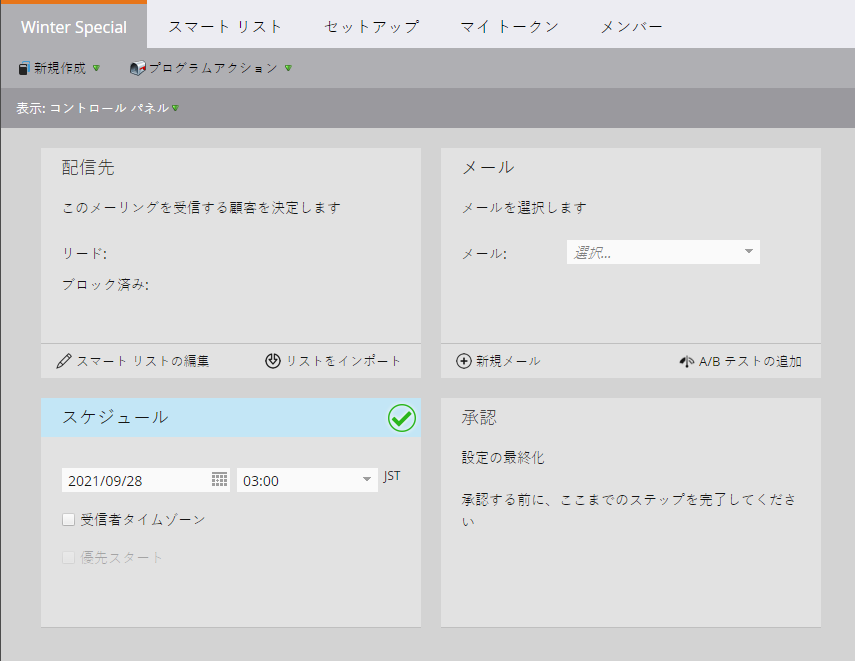 Winter Special
スマート リスト
セットアップ
マイ トークン
メンバー
新規作成
プログラムアクション
表示: コントロール パネル
配信先
このメーリングを受信する顧客を決定します
リード:
ブロック済み:
スマート リストの編集
リストをインポート
メール
メールを選択します
メール:
選択...
新規メール
A/B テストの追加
スケジュール
2021/09/28
03:00
JST
受信者タイムゾーン
優先スタート
承認
設定の最終化
承認する前に、ここまでのステップを完了してくださ
い